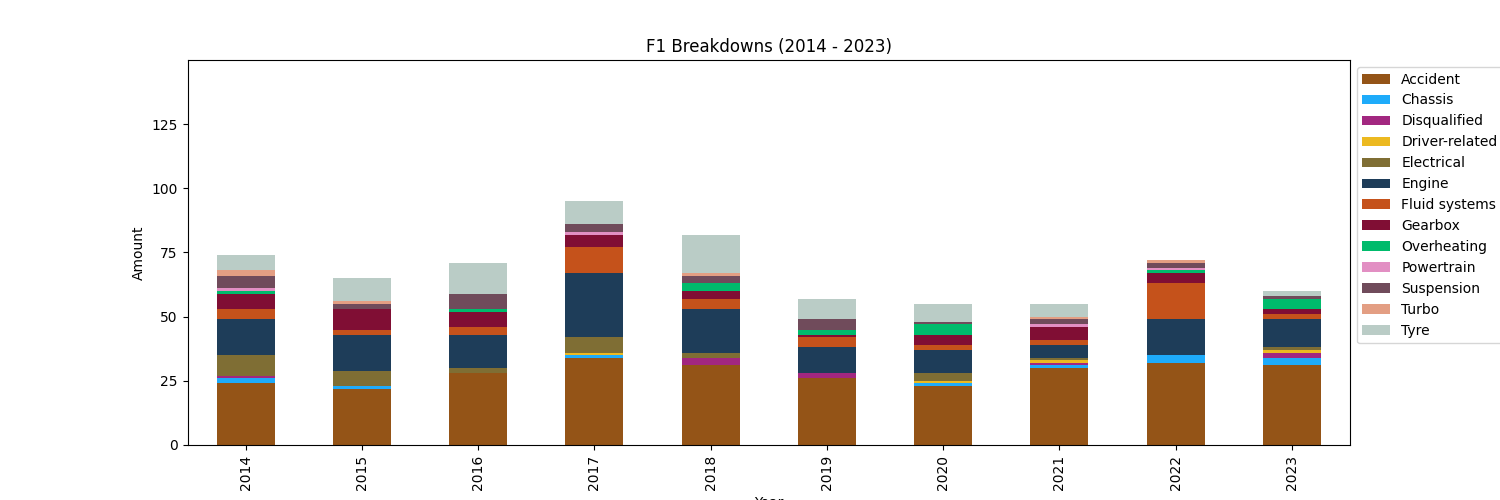 F1 Breakdowns (2014 - 2023)
Amount
125
100
75
50
25
0
2014
2015
2016
2017
2018
2019
2020
2021
2022
2023
Year
Accident
Chassis
Disqualified
Driver-related
Electrical
Engine
Fluid systems
Gearbox
Overheating
Powertrain
Suspension
Turbo
Tyre